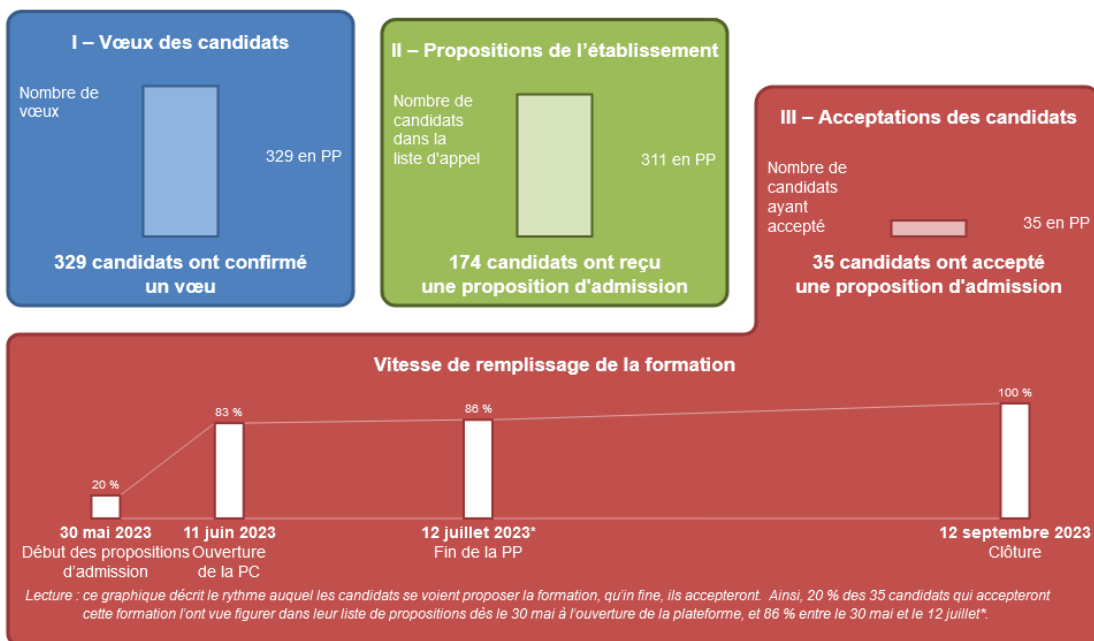 I – Vœux des candidats
Nombre de
vœux
329 en PP
329 candidats ont confirmé
un vœu
II – Propositions de l'établissement
Nombre de
candidats
dans la
liste d'appel
311 en PP
174 candidats ont reçu
une proposition d'admission
III – Acceptations des candidats
Nombre de
candidats
ayant
accepté
35 en PP
35 candidats ont accepté
une proposition d'admission
Vitesse de remplissage de la formation
20 %
83 %
86 %
100 %
30 mai 2023
Début des propositions
d'admission
11 juin 2023
Ouverture
de la PC
12 juillet 2023*
Fin de la PP
12 septembre 2023
Clôture
Lecture : ce graphique décrit le rythme auquel les candidats se voient proposer la formation, qu'in fine, ils accepteront. Ainsi, 20 % des 35 candidats qui accepteront
cette formation l'ont vue figurer dans leur liste de propositions dès le 30 mai à l'ouverture de la plateforme, et 86 % entre le 30 mai et le 12 juillet*.